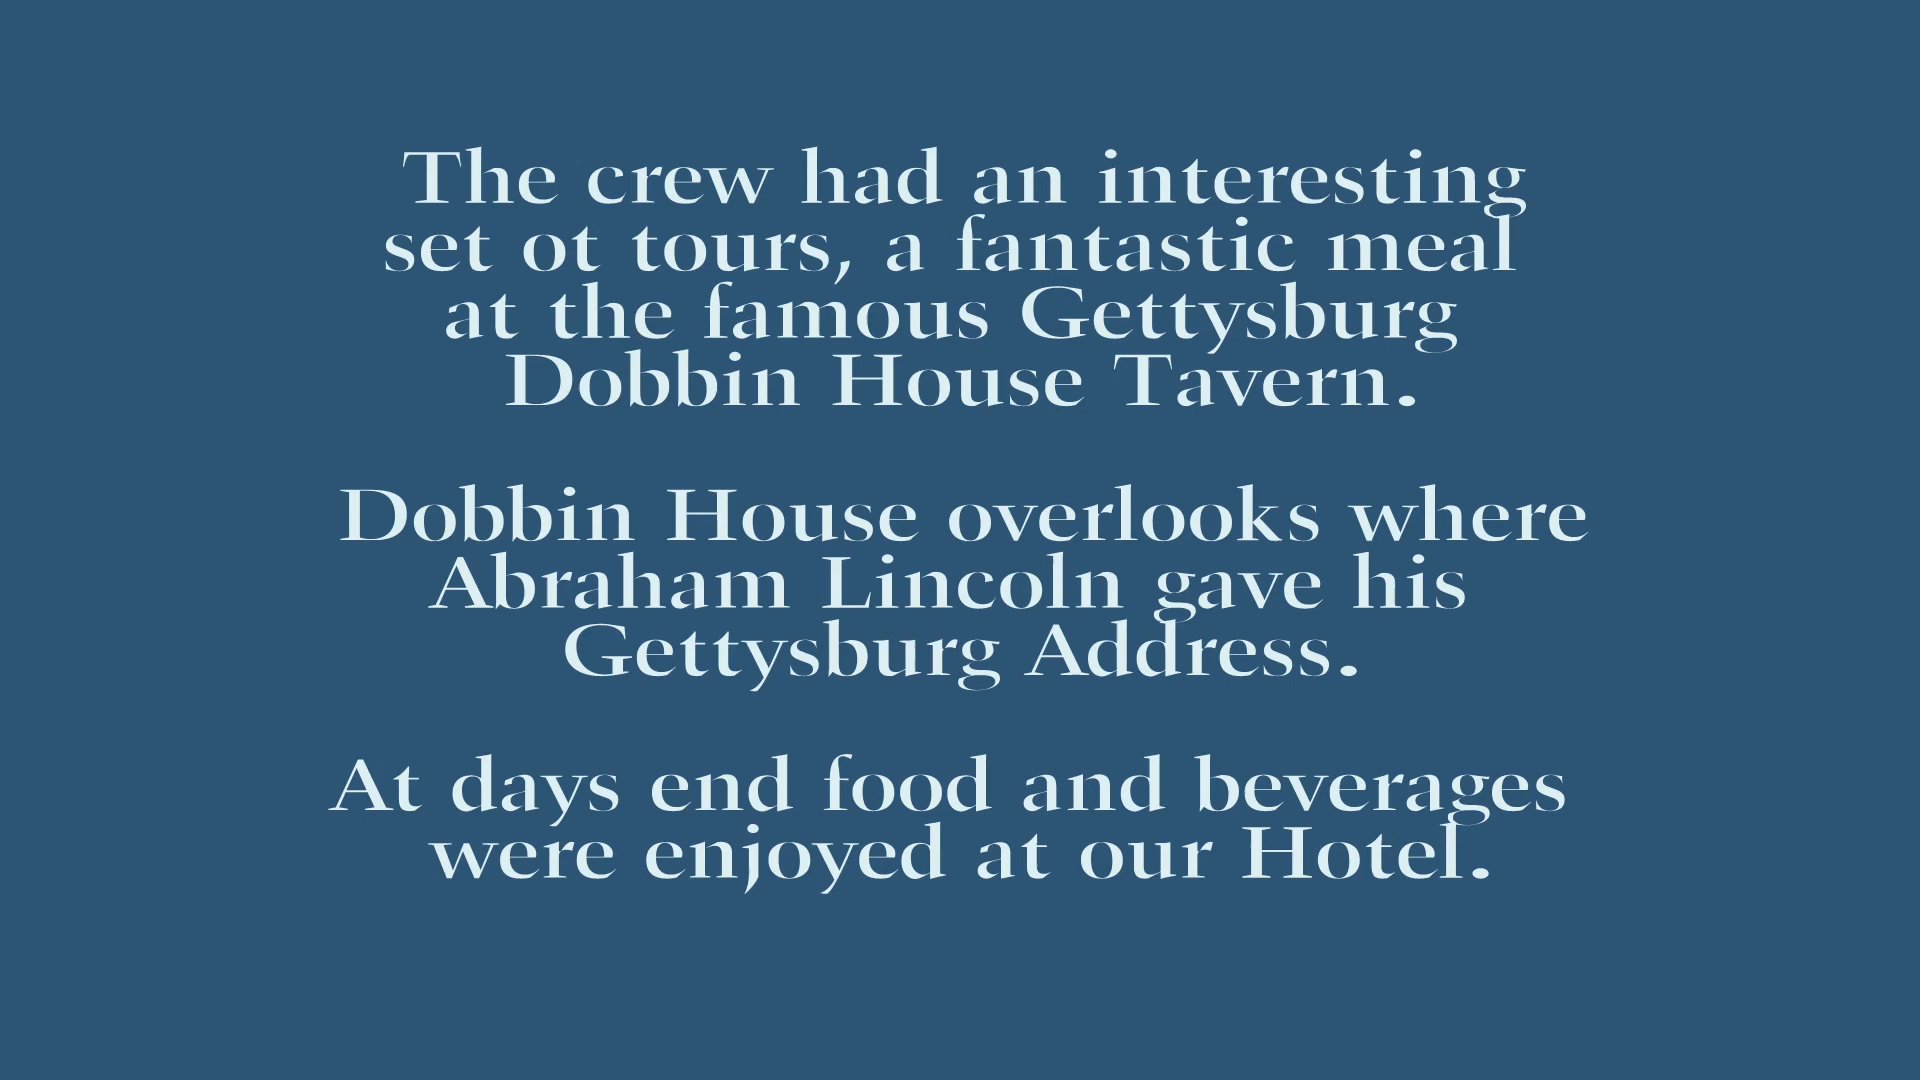 The crew had an interesting
set ot tours, a fantastic meal
at the famous Gettysburg
Dobbin House Tavern.
Dobbin House overlooks where
Abraham Lincoln gave his
Gettysburg Address.
At days end food and beverages
were enjoyed at our Hotel.